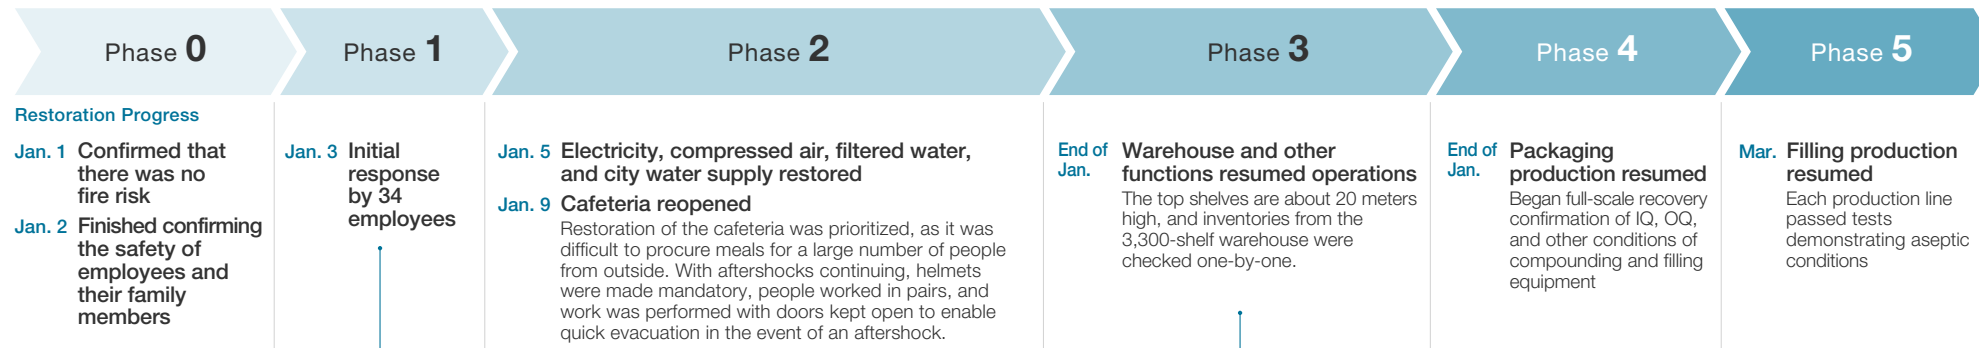 Phase 0
Phase 1
Phase 2
Phase 3
Phase 4
Phase 5
Restoration Progress
Jan. 1 Confirmed that
there was no
fire risk
Jan. 2 Finished confirming
the safety of
employees and
their family
members
Jan. 3 Initial
response
by 34
employees
Jan. 5 Electricity, compressed air, filtered water,
and city water supply restored
Jan. 9 Cafeteria reopened
Restoration of the cafeteria was prioritized, as it was
difficult to procure meals for a large number of people
from outside. With aftershocks continuing, helmets
were made mandatory, people worked in pairs, and
work was performed with doors kept open to enable
quick evacuation in the event of an aftershock.
End of
Jan.
Warehouse and other
functions resumed operations
The top shelves are about 20 meters
high, and inventories from the
3,300-shelf warehouse were
checked one-by-one.
End of
Jan.
Packaging
production resumed
Began full-scale recovery
confirmation of IQ, OQ,
and other conditions of
compounding and filling
equipment
Mar. Filling production
resumed
Each production line
passed tests
demonstrating aseptic
conditions